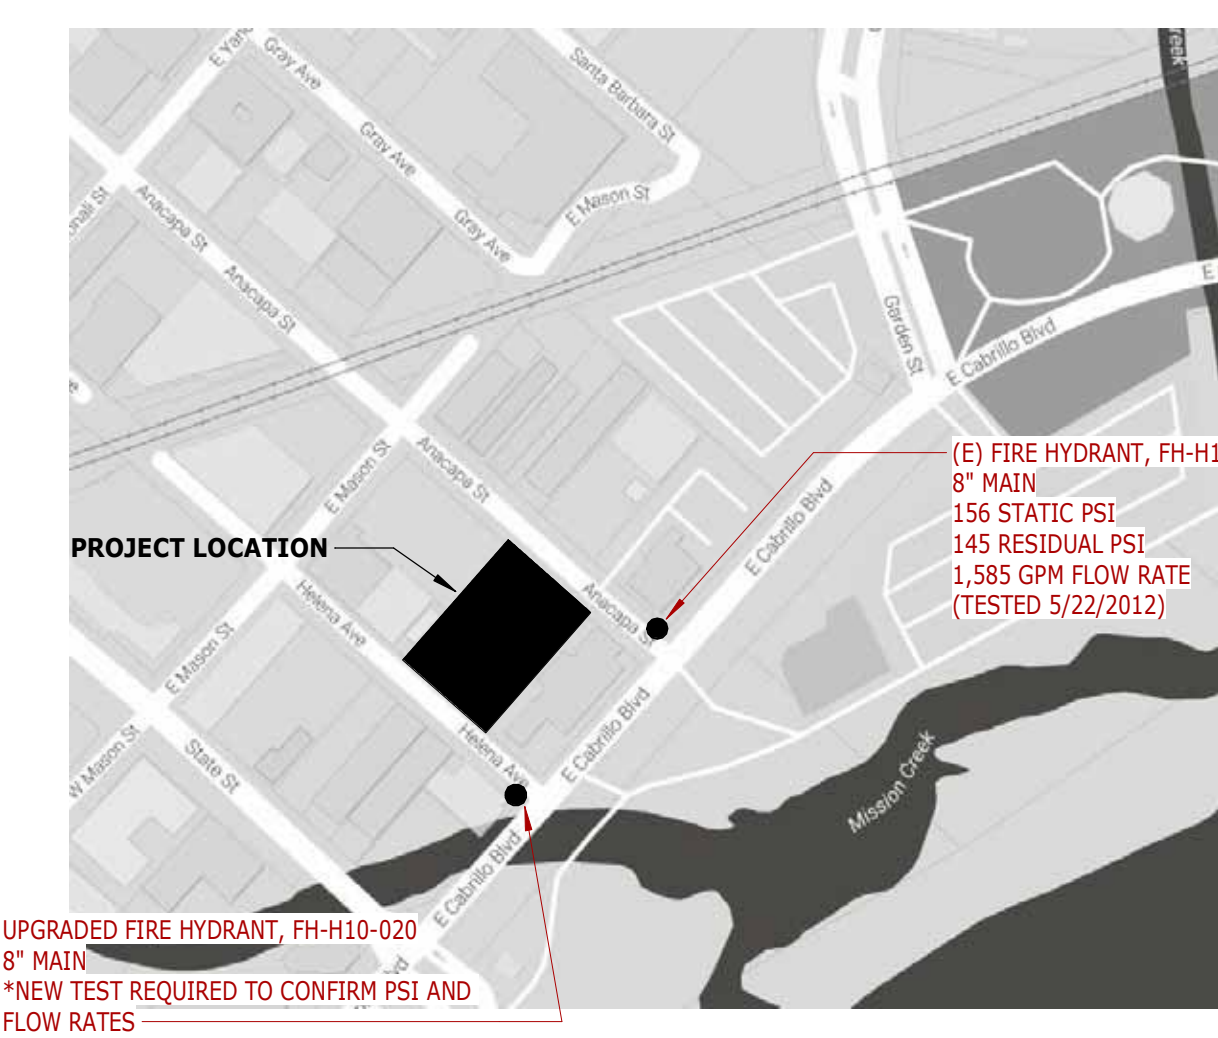 Gray Ave
Santa Barbara St
Creek
Gray Ave
E Mason St
Anacapa St
Gray Ave
Anacapa St
E
Garden St
E Cabrillo Blvd
(E) FIRE HYDRANT, FH-H1
8" MAIN
156 STATIC PSI
145 RESIDUAL PSI
1,585 GPM FLOW RATE
(TESTED 5/22/2012)
Anacapa St
E Mason St
E Cabrillo Blvd
PROJECT LOCATION
Helena Ave
Anacapa St
E Mason St
E Cabrillo Blvd
Helena Ave
W Mason St
State St
Mission Creek
E Cabrillo Blvd
UPGRADED FIRE HYDRANT, FH-H10-020
8" MAIN
*NEW TEST REQUIRED TO CONFIRM PSI AND
FLOW RATES